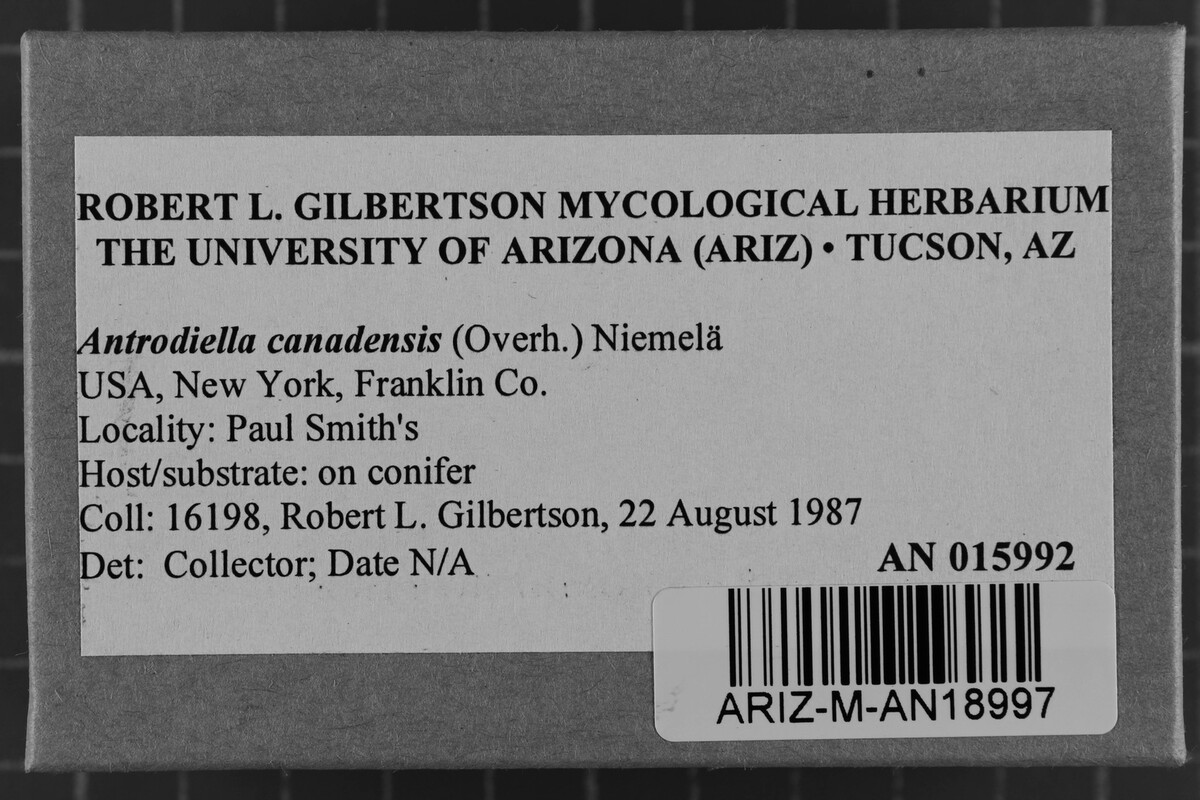 ROBERT L. GILBERTSON MYCOLOGICAL HERBARIUM
THE UNIVERSITY OF ARIZONA (ARIZ) • TUCSON, AZ
Antrodiella canadensis (Overh.) Niemelä
USA, New York, Franklin Co.
Locality: Paul Smith's
Host/substrate: on conifer
Coll: 16198, Robert L. Gilbertson, 22 August 1987
Det: Collector; Date N/A
AN 015992
ARIZ-M-AN18997